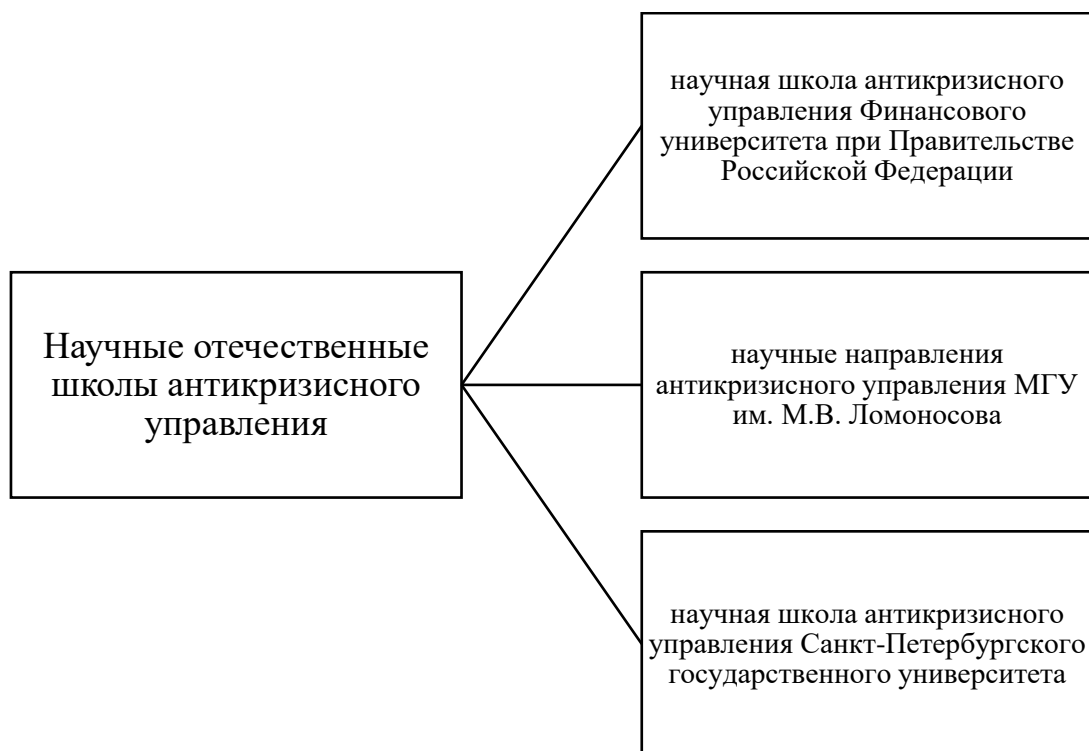 научная школа антикризисного
управления Финансового
университета при Правительстве
Российской Федерации
Научные отечественные
школы антикризисного
управления
научные направления
антикризисного управления МГУ
им. М.В. Ломоносова
научная школа антикризисного
управления Санкт-Петербургского
государственного университета